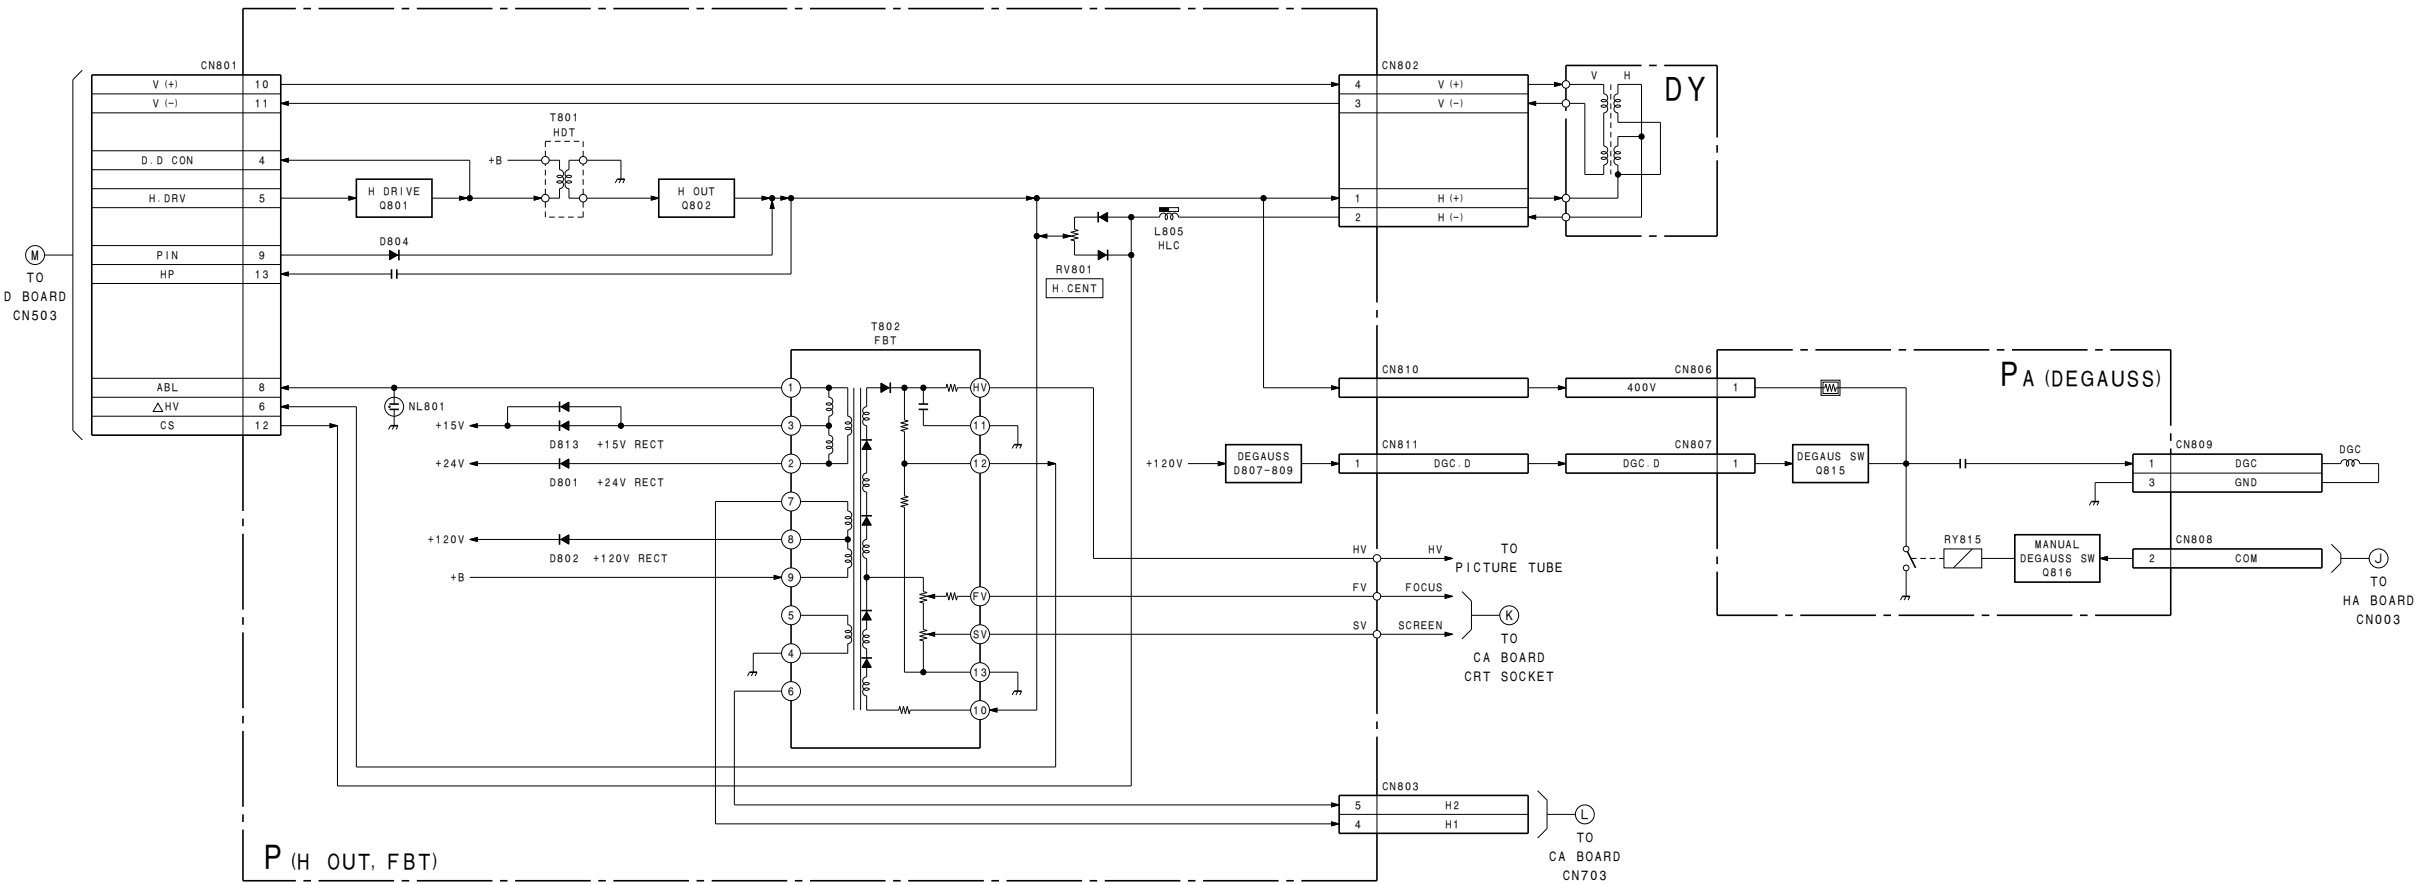 CN801
V (+) 10
V (-) 11
D.D CON 4
H.DRV 5
PIN 9
HP 13
ABL 8
△HV 6
CS 12
M
TO
D BOARD
CN503
T801
HDT
+B
H DRIVE
Q801
H OUT
Q802
D804
L805
HLC
RV801
H.CENT
CN802
4 V (+)
3 V (-)
1 H (+)
2 H (-)
V H
DY
NL801
+15V
D813 +15V RECT
+24V
D801 +24V RECT
+120V
D802 +120V RECT
+B
T802
FBT
1
3
2
7
8
9
5
4
6
HV
11
12
FV
SV
13
10
CN810
CN806
400V 1
+120V
DEGAUSS
D807-809
CN811
1 DGC.D
CN807
DGC.D 1
PA (DEGAUSS)
DEGAUS SW
Q815
CN809
1 DGC
3 GND
DGC
RY815
MANUAL
DEGAUSS SW
Q816
CN808
2 COM
J
TO
HA BOARD
CN003
HV HV
TO
PICTURE TUBE
FV FOCUS
SV SCREEN
K
TO
CA BOARD
CRT SOCKET
CN803
5 H2
4 H1
L
TO
CA BOARD
CN703
P (H OUT, FBT)